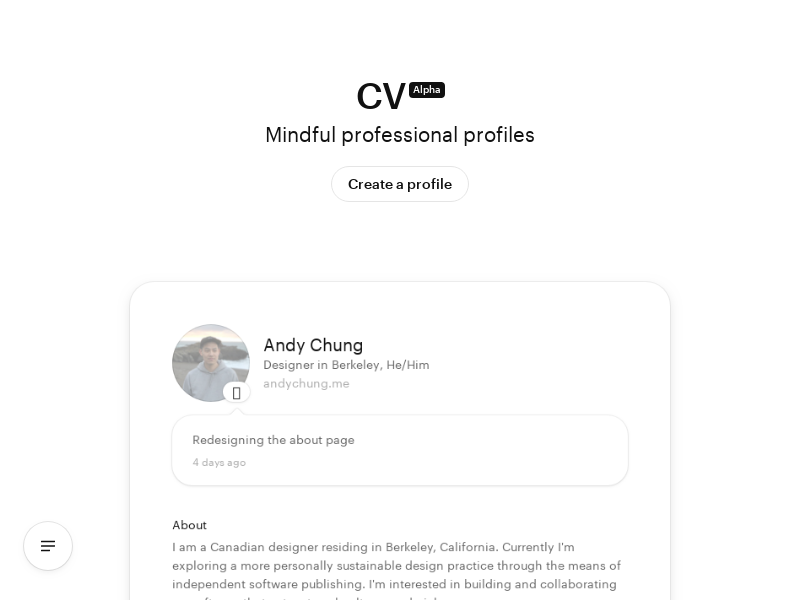 CV Alpha
Mindful professional profiles
Create a profile
Andy Chung
Designer in Berkeley, He/Him
andychung.me
Redesigning the about page
4 days ago
About
I am a Canadian designer residing in Berkeley, California. Currently I'm
exploring a more personally sustainable design practice through the means of
independent software publishing. I'm interested in building and collaborating